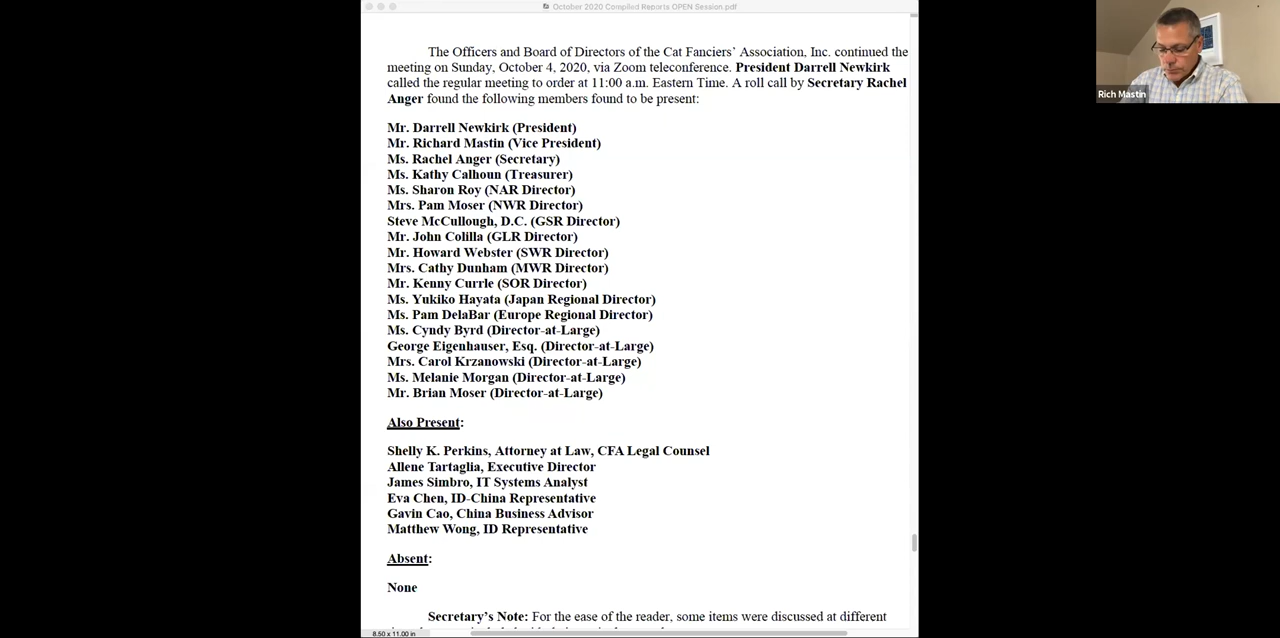 October 2020 Compiled Reports OPEN Session.pdf
The Officers and Board of Directors of the Cat Fanciers' Association, Inc. continued the
meeting on Sunday, October 4, 2020, via Zoom teleconference. President Darrell Newkirk
called the regular meeting to order at 11:00 a.m. Eastern Time. A roll call by Secretary Rachel
Anger found the following members found to be present:
Mr. Darrell Newkirk (President)
Mr. Richard Mastin (Vice President)
Ms. Rachel Anger (Secretary)
Ms. Kathy Calhoun (Treasurer)
Ms. Sharon Roy (NAR Director)
Mrs. Pam Moser (NWR Director)
Steve McCullough, D.C. (GSR Director)
Mr. John Colilla (GLR Director)
Mr. Howard Webster (SWR Director)
Mrs. Cathy Dunham (MWR Director)
Mr. Kenny Currle (SOR Director)
Ms. Yukiko Hayata (Japan Regional Director)
Ms. Pam DelaBar (Europe Regional Director)
Ms. Cyndy Byrd (Director-at-Large)
George Eigenhauser, Esq. (Director-at-Large)
Mrs. Carol Krzanowski (Director-at-Large)
Ms. Melanie Morgan (Director-at-Large)
Mr. Brian Moser (Director-at-Large)
Also Present:
Shelly K. Perkins, Attorney at Law, CFA Legal Counsel
Allene Tartaglia, Executive Director
James Simbro, IT Systems Analyst
Eva Chen, ID-China Representative
Gavin Cao, China Business Advisor
Matthew Wong, ID Representative
Absent:
None
Secretary's Note: For the ease of the reader, some items were discussed at different
8.50 x 11.00 in
Rich Mastin